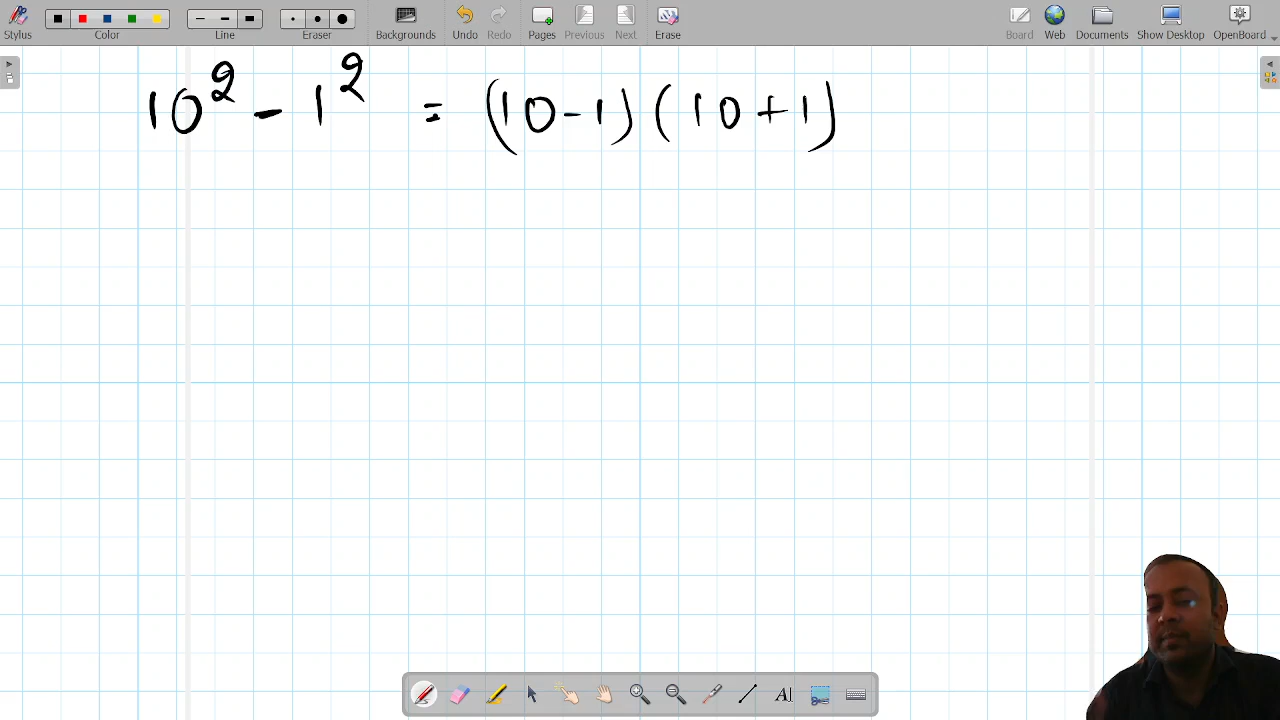 Stylus Color Line Eraser Backgrounds Undo Redo Pages Previous Next Erase Board Web Documents Show Desktop OpenBoard
10² - 1² = (10-1)(10+1)
A